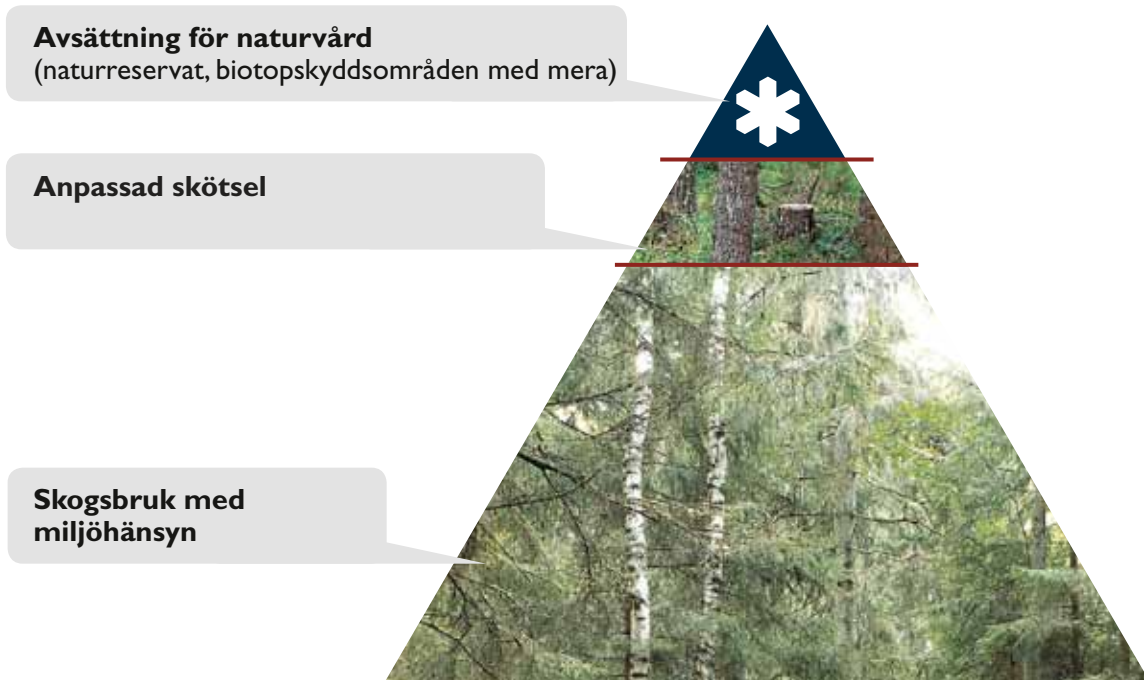 Avsättning för naturvård
(naturreservat, biotopskyddsområden med mera)
Anpassad skötsel
Skogsbruk med
miljöhänsyn